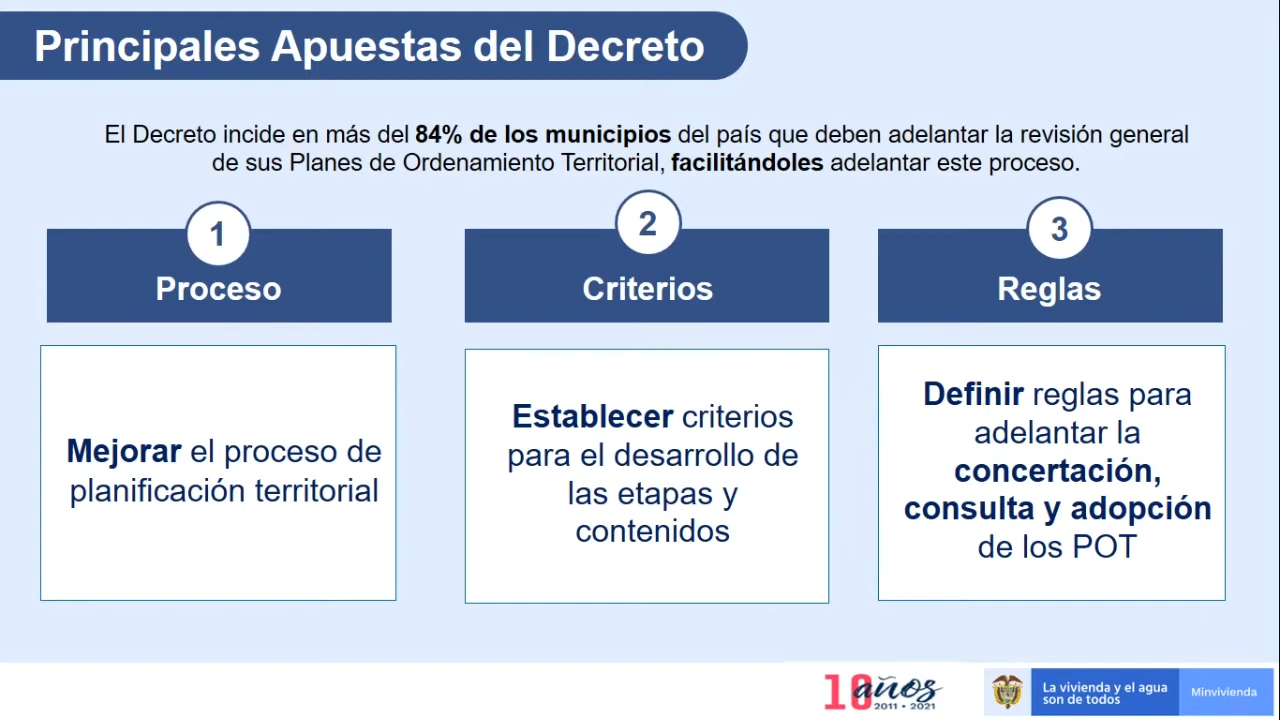 Principales Apuestas del Decreto
El Decreto incide en más del 84% de los municipios del país que deben adelantar la revisión general
de sus Planes de Ordenamiento Territorial, facilitándoles adelantar este proceso.
1
Proceso
Mejorar el proceso de
planificación territorial
2
Criterios
Establecer criterios
para el desarrollo de
las etapas y
contenidos
3
Reglas
Definir reglas para
adelantar la
concertación,
consulta y adopción
de los POT
10 años
2011 • 2021
La vivienda y el agua
son de todos
Minvivienda